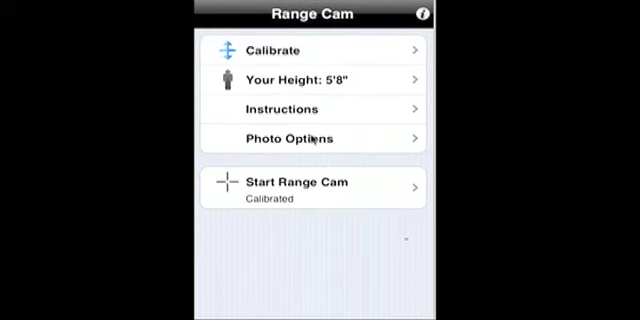 Range Cam
Calibrate
Your Height: 5'8"
Instructions
Photo Options
Start Range Cam
Calibrated